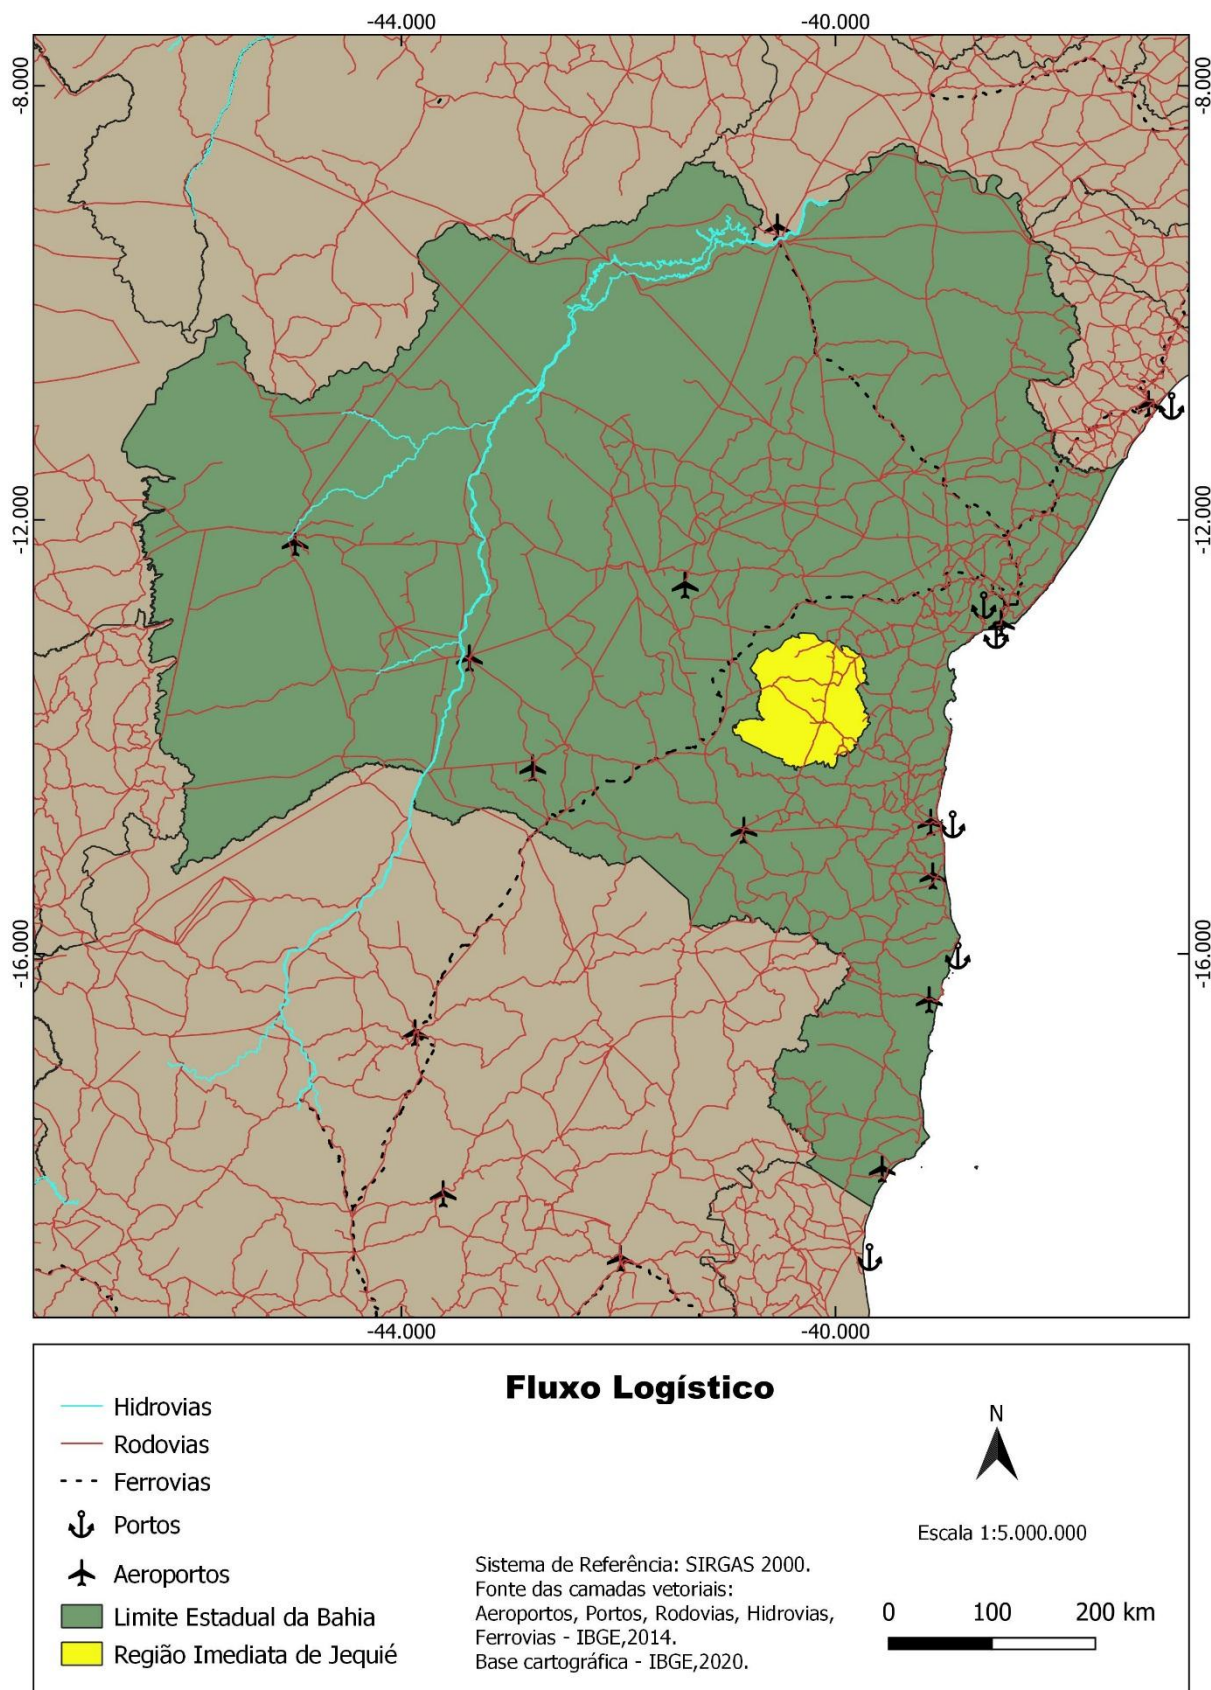 -44.000
-40.000
-8.000
-8.000
-12.000
-12.000
-16.000
-16.000
-44.000
-40.000
Fluxo Logístico
Hidrovias
Rodovias
Ferrovias
Portos
Aeroportos
Limite Estadual da Bahia
Região Imediata de Jequié
Sistema de Referência: SIRGAS 2000.
Fonte das camadas vetoriais:
Aeroportos, Portos, Rodovias, Hidrovias,
Ferrovias - IBGE,2014.
Base cartográfica - IBGE,2020.
N
Escala 1:5.000.000
0 100 200 km